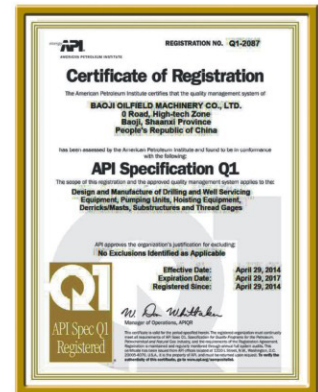 energy API
AMERICAN PETROLEUM INSTITUTE
REGISTRATION NO. Q1-2087
Certificate of Registration
The American Petroleum Institute certifies that the quality management system of
BAOJI OILFIELD MACHINERY CO., LTD.
0 Road, High-tech Zone
Baoji, Shaanxi Province
People's Republic of China
has been assessed by the American Petroleum Institute and found to be in conformance
with the following:
API Specification Q1
The scope of this registration and the approved quality management system applies to the:
Design and Manufacture of Drilling and Well Servicing
Equipment, Pumping Units, Hoisting Equipment,
Derricks/Masts, Substructures and Thread Gages
API approves the organization's justification for excluding:
No Exclusions Identified as Applicable
Effective Date: April 29, 2014
Expiration Date: April 29, 2017
Registered Since: April 29, 2014
Manager of Operations, APIQR
Q1
API Spec Q1
Registered